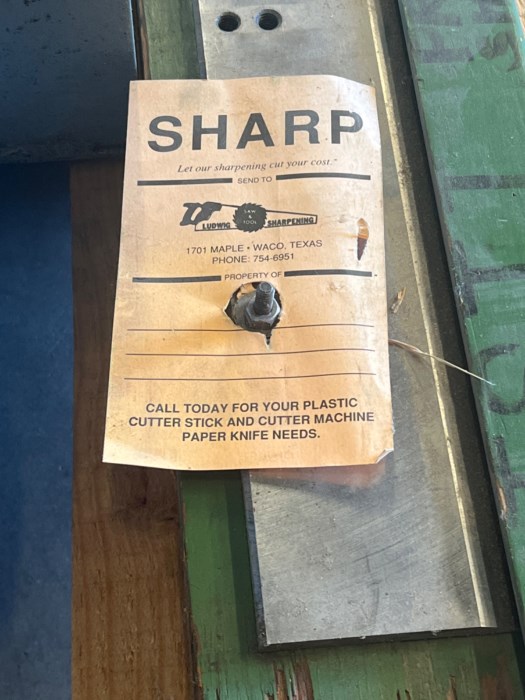 SHARP
Let our sharpening cut your cost."
SEND TO
SAW
&
TOOL
LUDWIG SHARPENING
1701 MAPLE • WACO, TEXAS
PHONE: 754-6951
PROPERTY OF
CALL TODAY FOR YOUR PLASTIC
CUTTER STICK AND CUTTER MACHINE
PAPER KNIFE NEEDS.